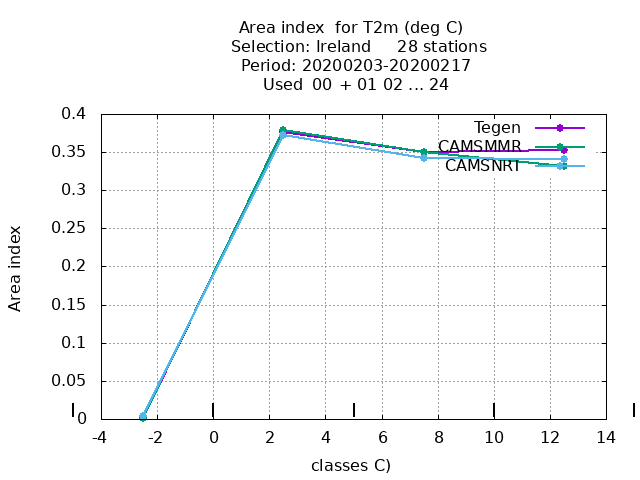 Area index  for T2m (deg C)
Selection: Ireland     28 stations
Period: 20200203-20200217
Used  00  + 01 02 ... 24
Tegen
CAMSMMR
CAMSNRT
0.4
0.35
0.3
0.25
0.2
0.15
0.1
0.05
0
Area index
-4 -2 0 2 4 6 8 10 12 14
classes C)